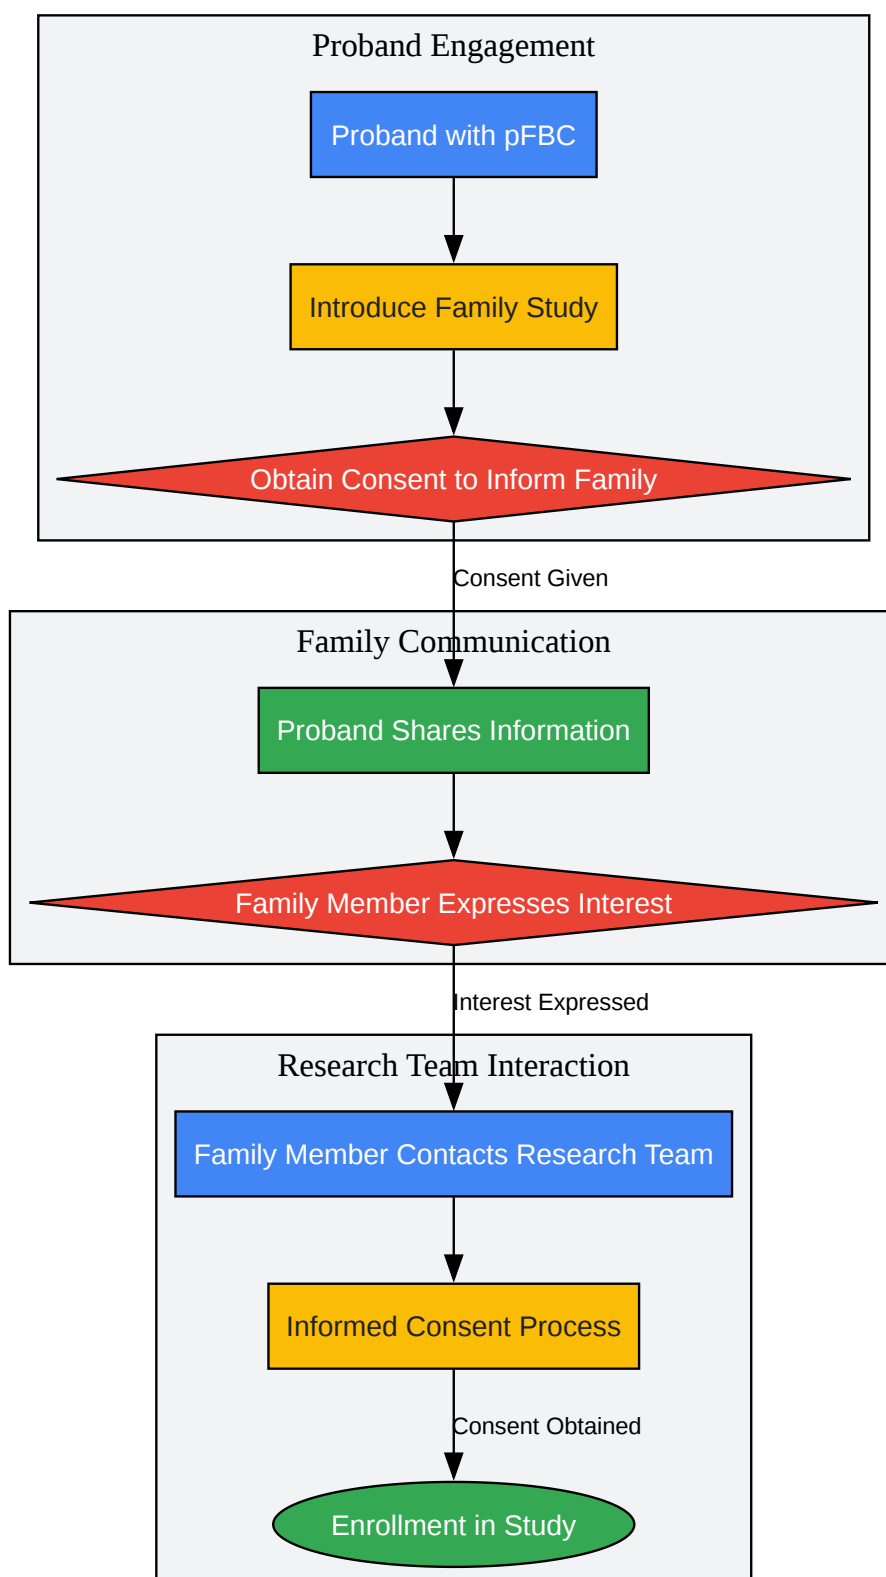 Proband Engagement
Proband with pFBC
Introduce Family Study
Obtain Consent to Inform Family
Consent Given
Family Communication
Proband Shares Information
Family Member Expresses Interest
Interest Expressed
Research Team Interaction
Family Member Contacts Research Team
Informed Consent Process
Consent Obtained
Enrollment in Study